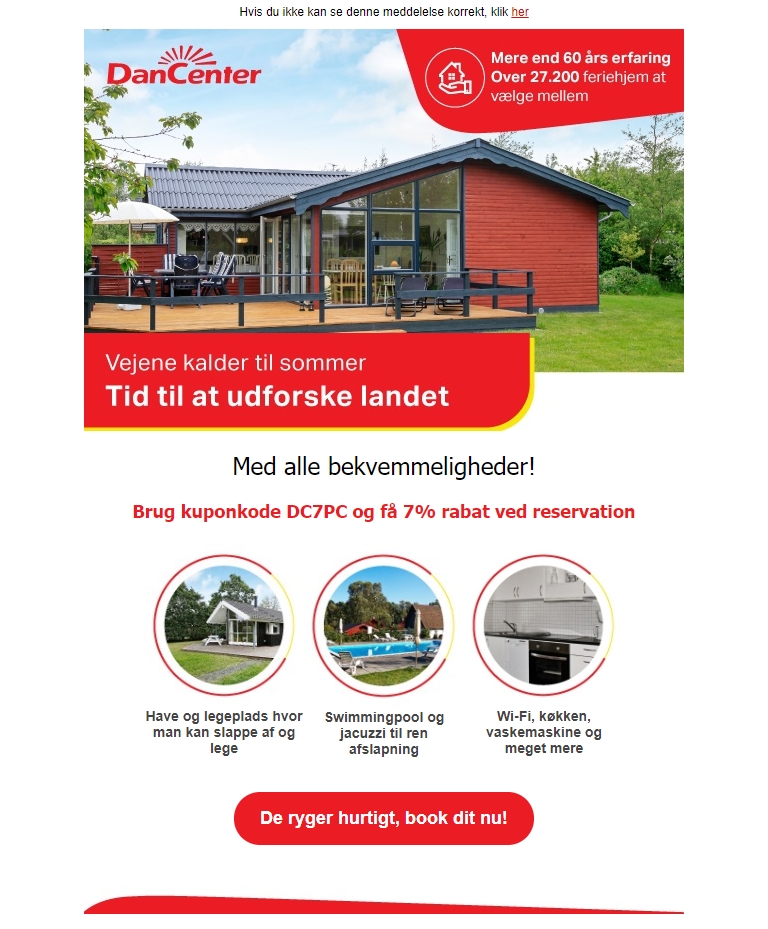 Hvis du ikke kan se denne meddelelse korrekt, klik her
DanCenter
Mere end 60 års erfaring
Over 27.200 feriehjem at
vælge mellem
Vejene kalder til sommer
Tid til at udforske landet
Med alle bekvemmeligheder!
Brug kuponkode DC7PC og få 7% rabat ved reservation
Have og legeplads hvor
man kan slappe af og
lege
Swimmingpool og
jacuzzi til ren
afslapning
Wi-Fi, køkken,
vaskemaskine og
meget mere
De ryger hurtigt, book dit nu!